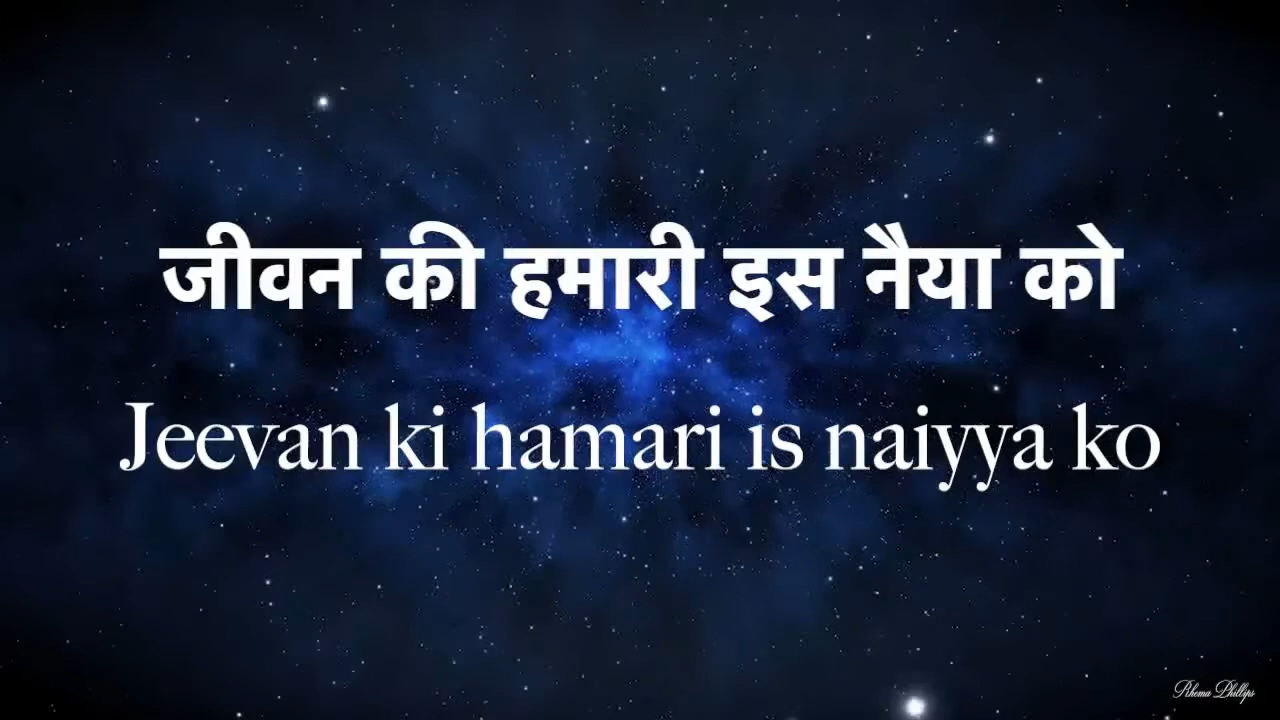 जीवन की हमारी इस नैया को
Jeevan ki hamari is naiyya ko
Rhema Phillips